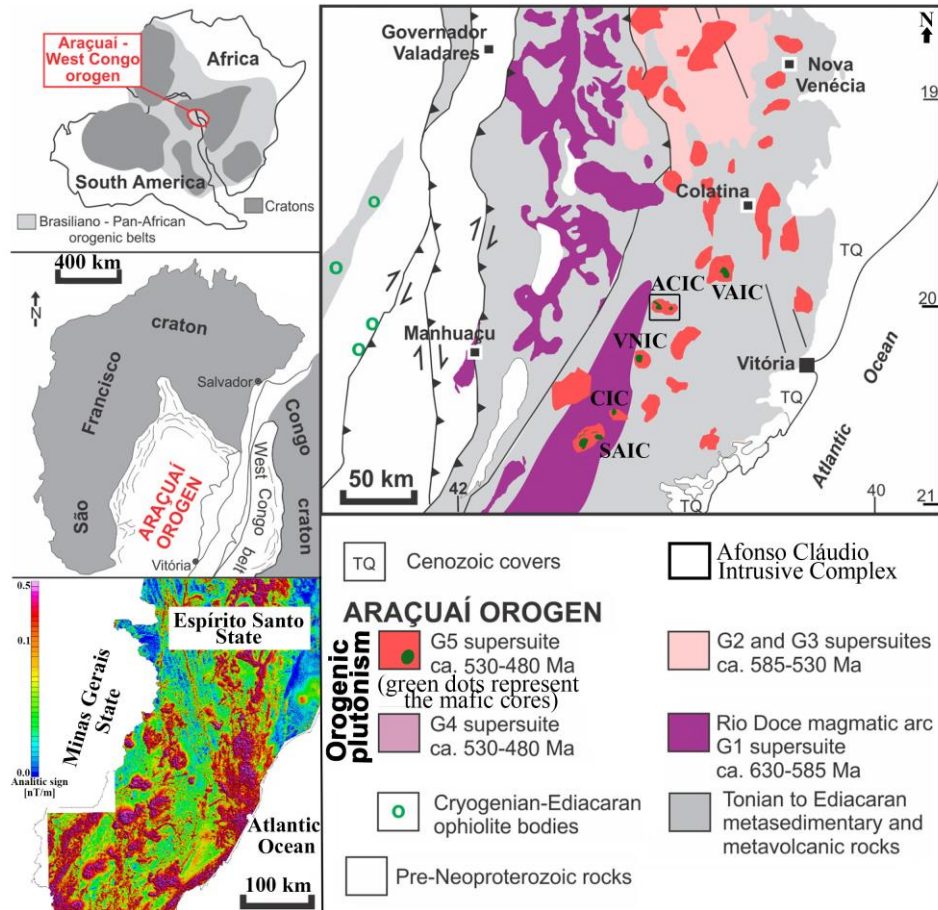 Araçuaí -
West Congo
orogen
Africa
South America
Cratons
Brasiliano - Pan-African
orogenic belts
400 km
N
craton
Francisco
São
Salvador
Congo
craton
West Congo
belt
ARAÇUAÍ
OROGEN
Vitória
0.5
0.1
0.0
Analitic sign
[nT/m]
Espírito Santo
State
Minas Gerais
State
Atlantic
Ocean
100 km
Governador
Valadares
N
Nova
Venécia
19
Colatina
TQ
ACIC
VAIC
20
Manhuaçu
VNIC
Vitória
TQ
Ocean
CIC
SAIC
Atlantic
50 km
42
TQ
40
21
TQ
Cenozoic covers
Afonso Cláudio
Intrusive Complex
ARAÇUAÍ OROGEN
Orogenic
plutonism
G5 supersuite
ca. 530-480 Ma
(green dots represent
the mafic cores)
G4 supersuite
ca. 530-480 Ma
G2 and G3 supersuites
ca. 585-530 Ma
Rio Doce magmatic arc
G1 supersuite
ca. 630-585 Ma
Cryogenian-Ediacaran
ophiolite bodies
Tonian to Ediacaran
metasedimentary and
metavolcanic rocks
Pre-Neoproterozoic rocks